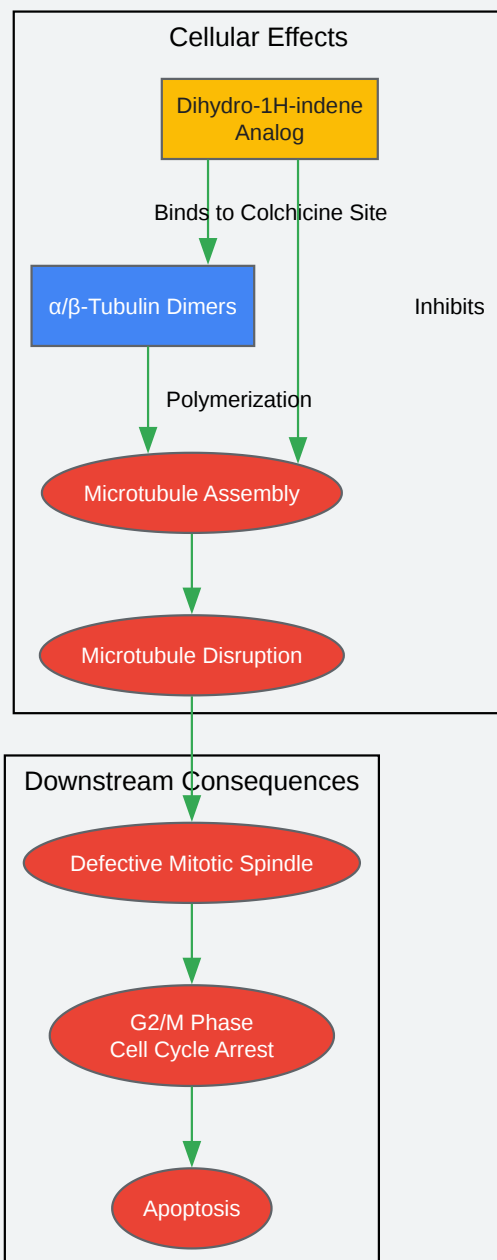 Cellular Effects
Dihydro-1H-indene
Analog
Binds to Colchicine Site
α/β-Tubulin Dimers
Inhibits
Polymerization
Microtubule Assembly
Microtubule Disruption
Downstream Consequences
Defective Mitotic Spindle
G2/M Phase
Cell Cycle Arrest
Apoptosis